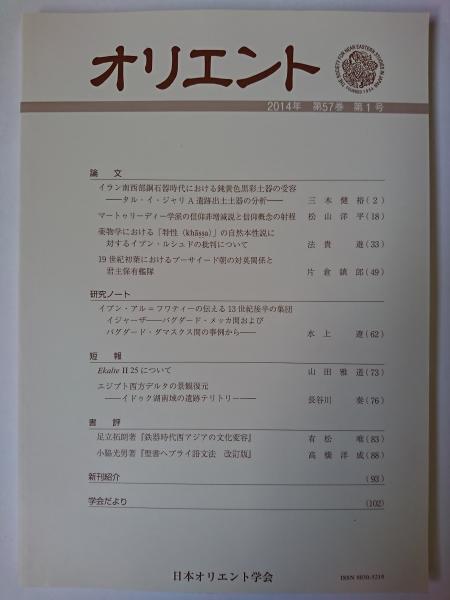 オリエント
THE SOCIETY FOR NEAR EASTERN STUDIES IN JAPAN
FOUNDED 1954
2014年 第57巻 第1号
論文
イラン南西部銅石器時代における鈍黄色黒彩土器の受容
――タル・イ・ジャリA遺跡出土土器の分析―― 三木健裕(2)
マートゥリーディー学派の信仰非増減説と信仰概念の射程 松山洋平(18)
薬物学における「特性(khāṣṣa)」の自然本性説に
対するイブン・ルシュドの批判について 法貴遊(33)
19世紀初葉におけるブーサイード朝の対英関係と
君主保有艦隊 片倉鎮郎(49)
研究ノート
イブン・アル=フワティーの伝える13世紀後半の集団
イジャーザ――バグダード・メッカ間および
バグダード・ダマスクス間の事例から―― 水上遼(62)
短報
Ekalte II 25について 山田雅道(73)
エジプト西方デルタの景観復元
――イドゥク湖南域の遺跡テリトリー―― 長谷川奏(76)
書評
足立拓朗著『鉄器時代西アジアの文化変容』 有松唯(83)
小脇光男著『聖書ヘブライ語文法 改訂版』 高橋洋成(88)
新刊紹介 (93)
学会だより (102)
日本オリエント学会
ISSN 0030-5219